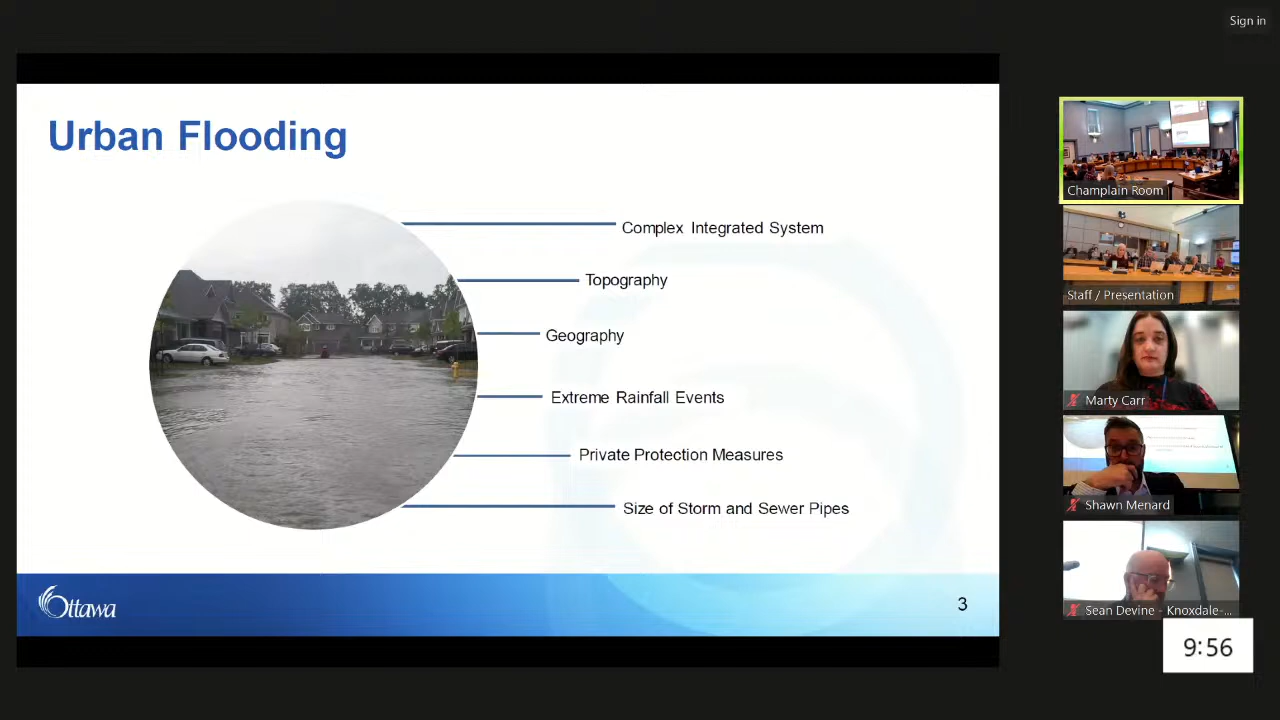 Sign in
Urban Flooding
Complex Integrated System
Topography
Geography
Extreme Rainfall Events
Private Protection Measures
Size of Storm and Sewer Pipes
Ottawa
3
Champlain Room
Staff / Presentation
Marty Carr
Shawn Menard
Sean Devine - Knoxdale-...
9:56